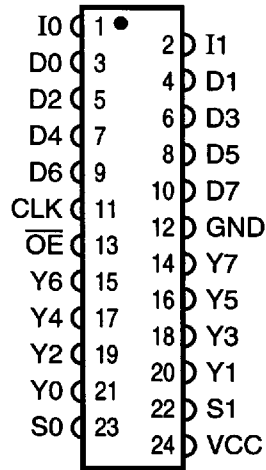 I0 1
2 I1
D0 3
4 D1
D2 5
6 D3
D4 7
8 D5
D6 9
10 D7
CLK 11
12 GND
O̅E̅ 13
14 Y7
Y6 15
16 Y5
Y4 17
18 Y3
Y2 19
20 Y1
Y0 21
22 S1
S0 23
24 VCC